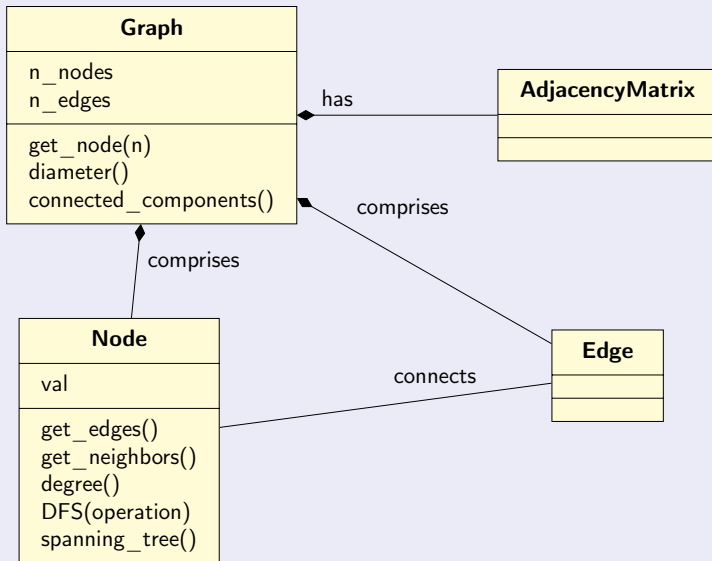 Graph
n_nodes
n_edges
get_node(n)
diameter()
connected_components()
has
AdjacencyMatrix
comprises
comprises
Node
val
get_edges()
get_neighbors()
degree()
DFS(operation)
spanning_tree()
connects
Edge